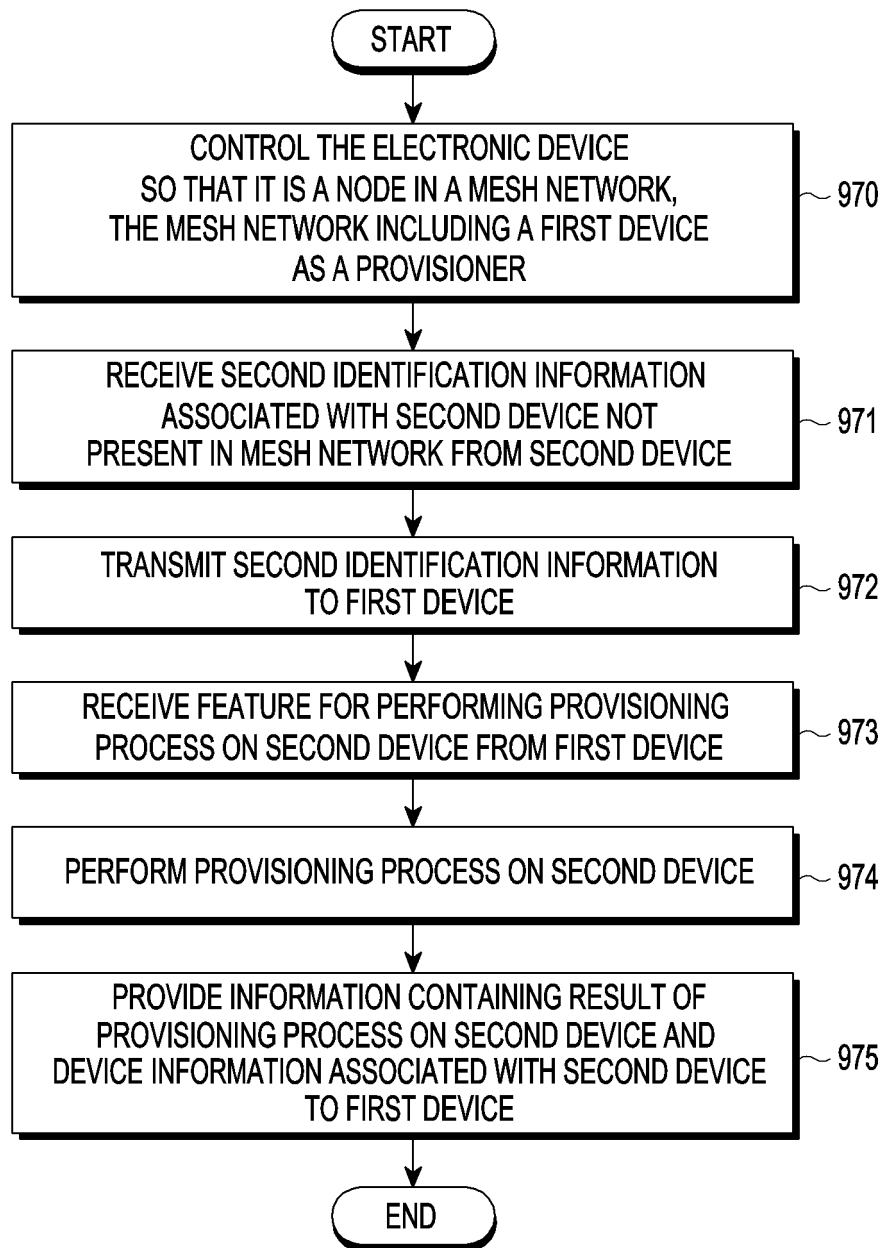 START
CONTROL THE ELECTRONIC DEVICE
SO THAT IT IS A NODE IN A MESH NETWORK,
THE MESH NETWORK INCLUDING A FIRST DEVICE
AS A PROVISIONER
970
RECEIVE SECOND IDENTIFICATION INFORMATION
ASSOCIATED WITH SECOND DEVICE NOT
PRESENT IN MESH NETWORK FROM SECOND DEVICE
971
TRANSMIT SECOND IDENTIFICATION INFORMATION
TO FIRST DEVICE
972
RECEIVE FEATURE FOR PERFORMING PROVISIONING
PROCESS ON SECOND DEVICE FROM FIRST DEVICE
973
PERFORM PROVISIONING PROCESS ON SECOND DEVICE
974
PROVIDE INFORMATION CONTAINING RESULT OF
PROVISIONING PROCESS ON SECOND DEVICE AND
DEVICE INFORMATION ASSOCIATED WITH SECOND DEVICE
TO FIRST DEVICE
975
END